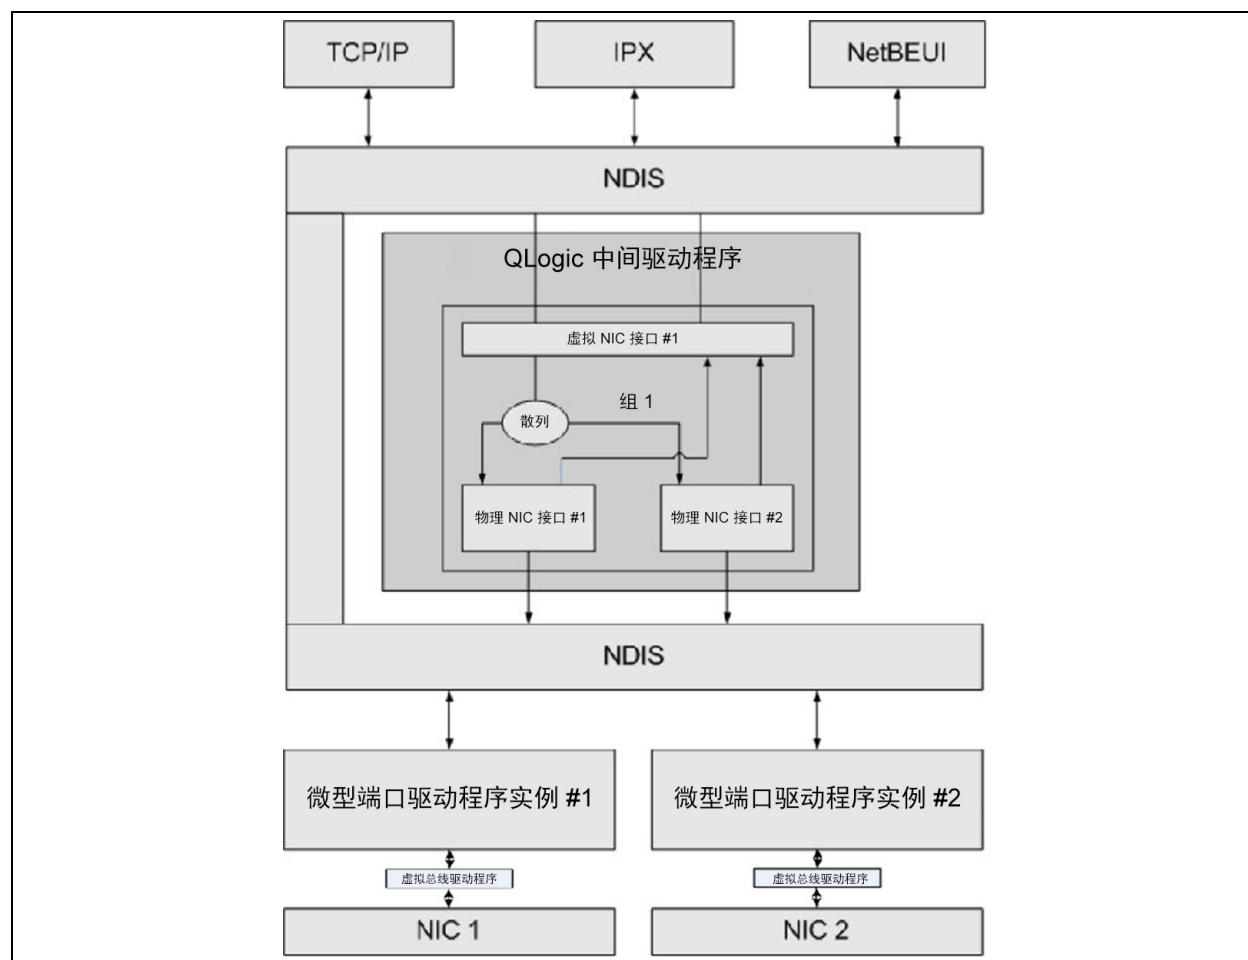 TCP/IP
IPX
NetBEUI
NDIS
QLogic 中间驱动程序
虚拟 NIC 接口 #1
组 1
散列
物理 NIC 接口 #1
物理 NIC 接口 #2
NDIS
微型端口驱动程序实例 #1
微型端口驱动程序实例 #2
虚拟总线驱动程序
虚拟总线驱动程序
NIC 1
NIC 2